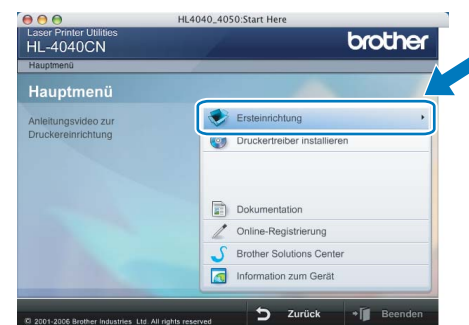 HL4040_4050:Start Here
Laser Printer Utilities
HL-4040CN
brother
Hauptmenü
Hauptmenü
Anleitungsvideo zur
Druckereinrichtung
Ersteinrichtung
Druckertreiber installieren
Dokumentation
Online-Registrierung
Brother Solutions Center
Information zum Gerät
© 2001-2006 Brother Industries Ltd. All rights reserved
Zurück
Beenden